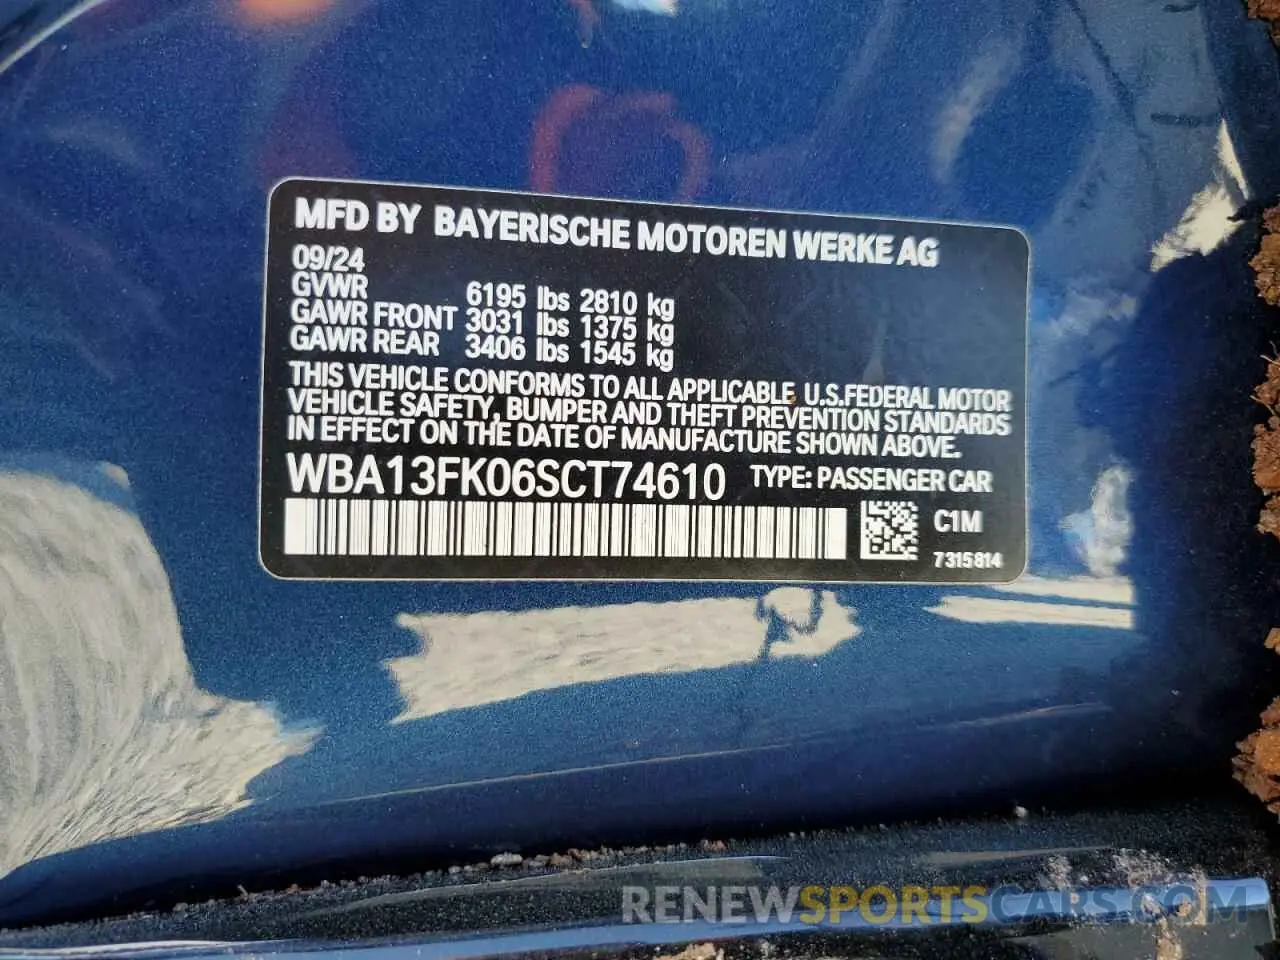 MFD BY BAYERISCHE MOTOREN WERKE AG
09/24
GVWR 6195 lbs 2810 kg
GAWR FRONT 3031 lbs 1375 kg
GAWR REAR 3406 lbs 1545 kg
THIS VEHICLE CONFORMS TO ALL APPLICABLE U.S.FEDERAL MOTOR
VEHICLE SAFETY, BUMPER AND THEFT PREVENTION STANDARDS
IN EFFECT ON THE DATE OF MANUFACTURE SHOWN ABOVE.
WBA13FK06SCT74610 TYPE: PASSENGER CAR
C1M
7315814
RENEWSPORTSCARS.COM